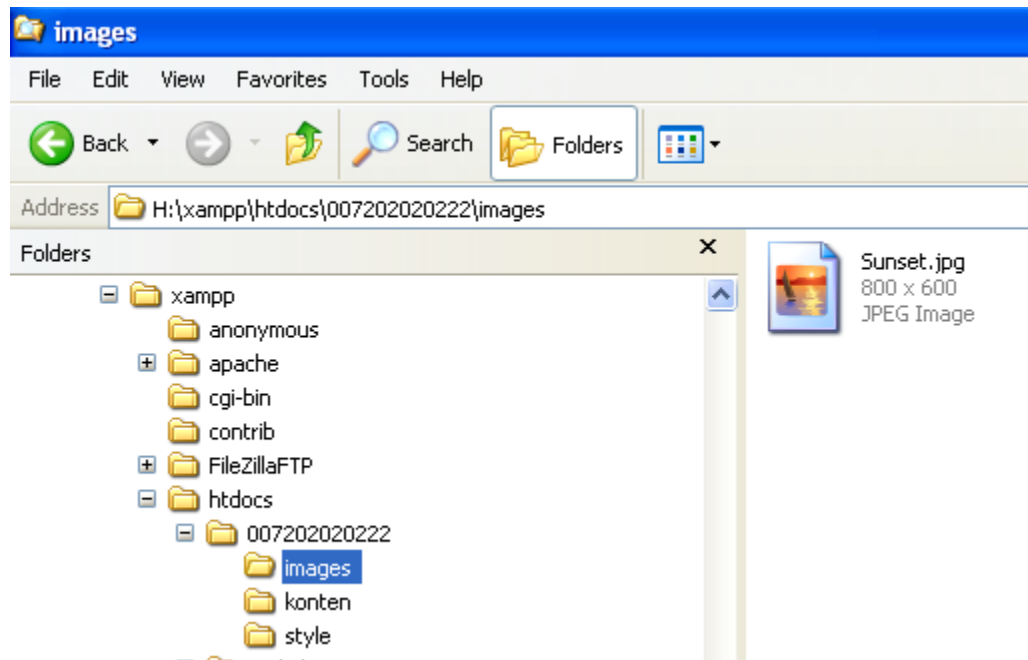 images
File Edit View Favorites Tools Help
Back Search Folders
Address H:\xampp\htdocs\007202020222\images
Folders
xampp
anonymous
apache
cgi-bin
contrib
FileZillaFTP
htdocs
007202020222
images
konten
style
Sunset.jpg
800 x 600
JPEG Image